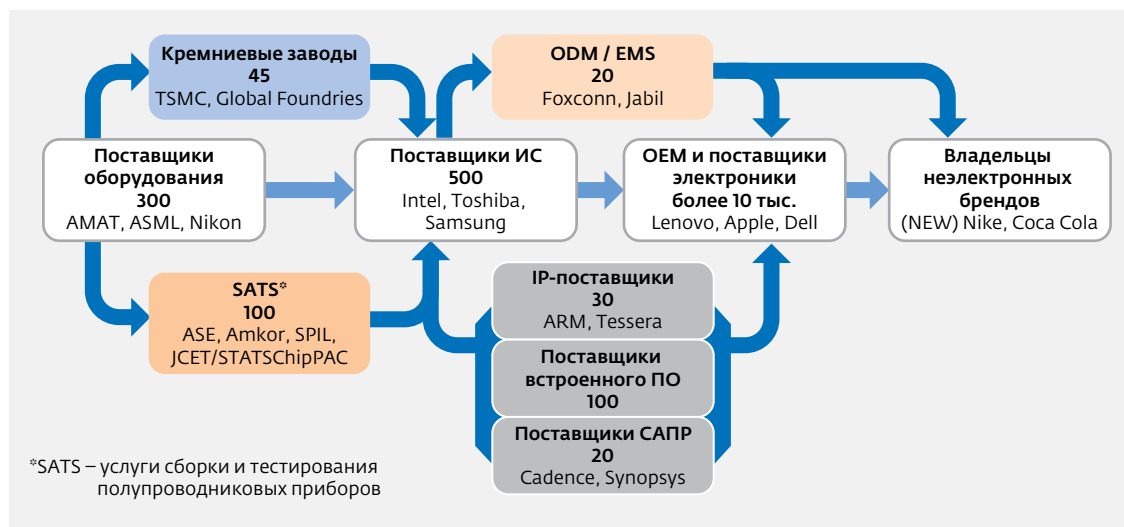 Кремниевые заводы
45
TSMC, Global Foundries
ODM / EMS
20
Foxconn, Jabil
Поставщики
оборудования
300
AMAT, ASML, Nikon
Поставщики ИС
500
Intel, Toshiba,
Samsung
OEM и поставщики
электроники
более 10 тыс.
Lenovo, Apple, Dell
Владельцы
неэлектронных
брендов
(NEW) Nike, Coca Cola
SATS*
100
ASE, Amkor, SPIL,
JCET/STATSChipPAC
IP-поставщики
30
ARM, Tessera
Поставщики
встроенного ПО
100
Поставщики САПР
20
Cadence, Synopsys
*SATS – услуги сборки и тестирования
полупроводниковых приборов